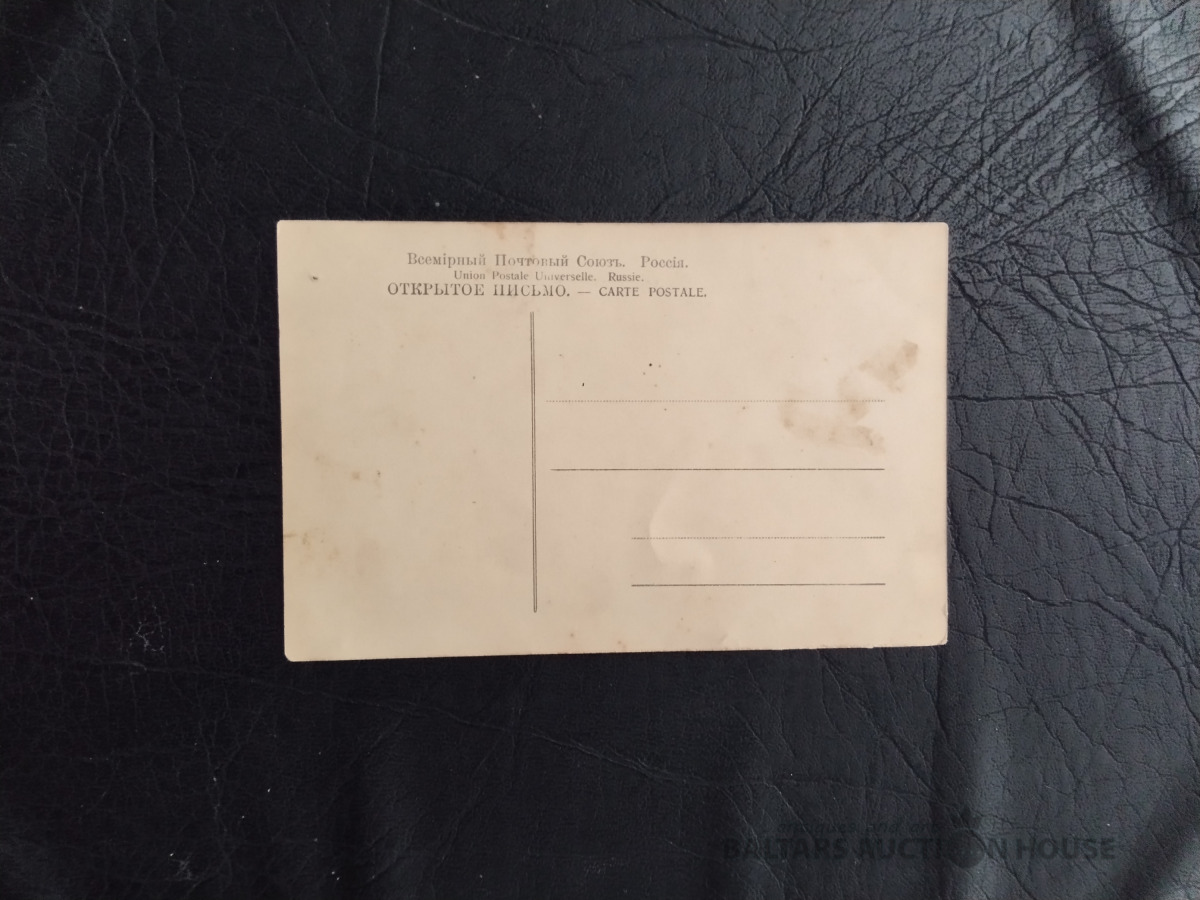 Всемірный Почтовый Союзъ. Россія.
Union Postale Universelle. Russie.
ОТКРЫТОЕ ПИСЬМО. — CARTE POSTALE.
BALTARS AUCTION HOUSE